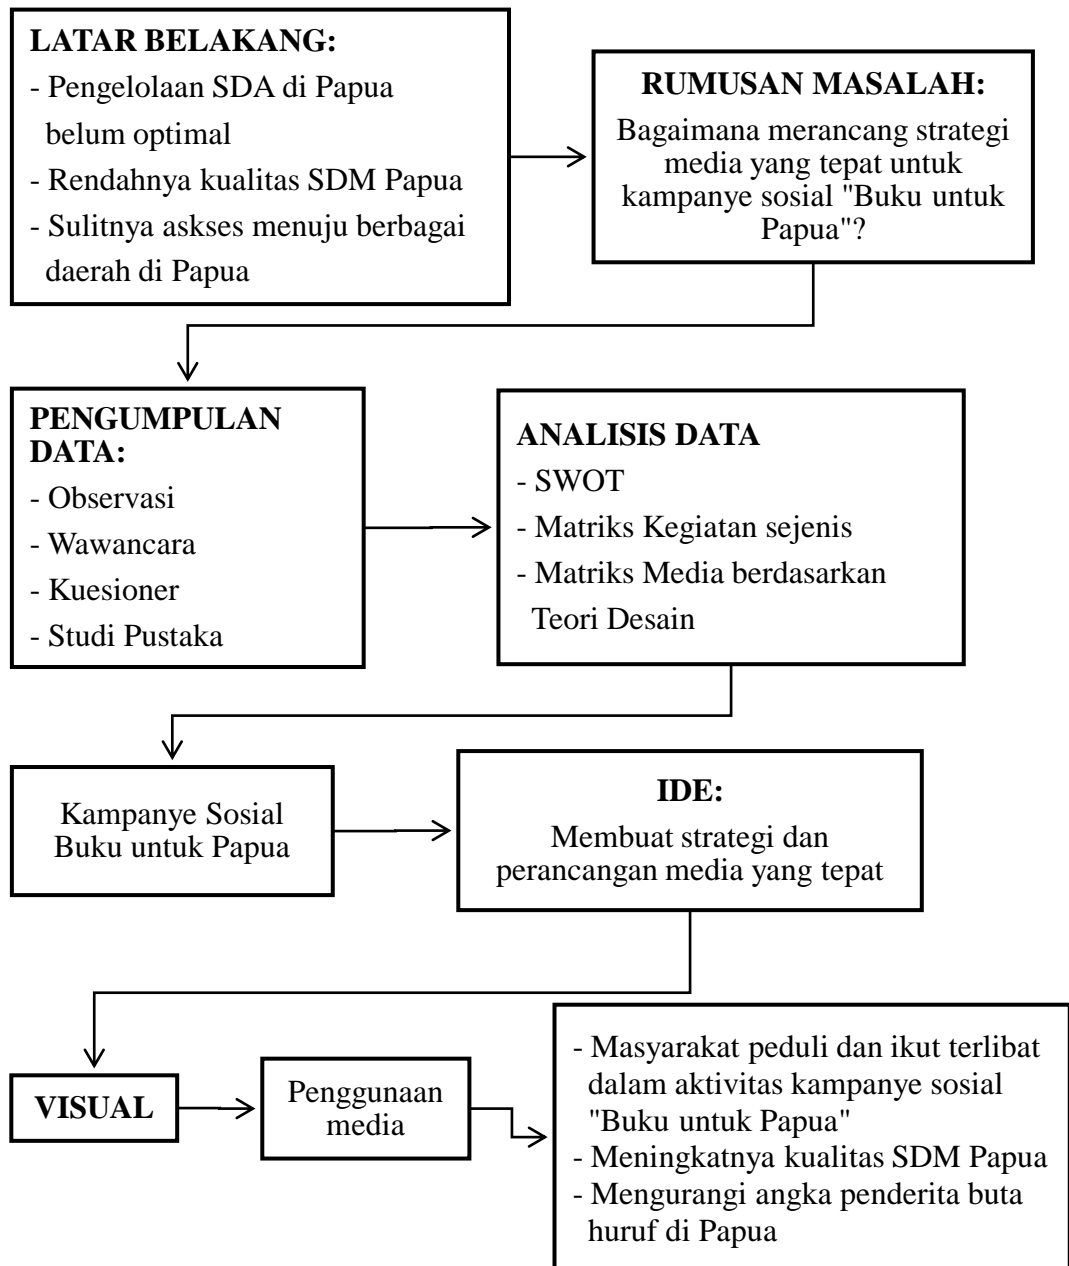 LATAR BELAKANG:
- Pengelolaan SDA di Papua
belum optimal
- Rendahnya kualitas SDM Papua
- Sulitnya askses menuju berbagai
daerah di Papua
RUMUSAN MASALAH:
Bagaimana merancang strategi
media yang tepat untuk
kampanye sosial "Buku untuk
Papua"?
PENGUMPULAN
DATA:
- Observasi
- Wawancara
- Kuesioner
- Studi Pustaka
ANALISIS DATA
- SWOT
- Matriks Kegiatan sejenis
- Matriks Media berdasarkan
Teori Desain
Kampanye Sosial
Buku untuk Papua
IDE:
Membuat strategi dan
perancangan media yang tepat
VISUAL
Penggunaan
media
- Masyarakat peduli dan ikut terlibat
dalam aktivitas kampanye sosial
"Buku untuk Papua"
- Meningkatnya kualitas SDM Papua
- Mengurangi angka penderita buta
huruf di Papua